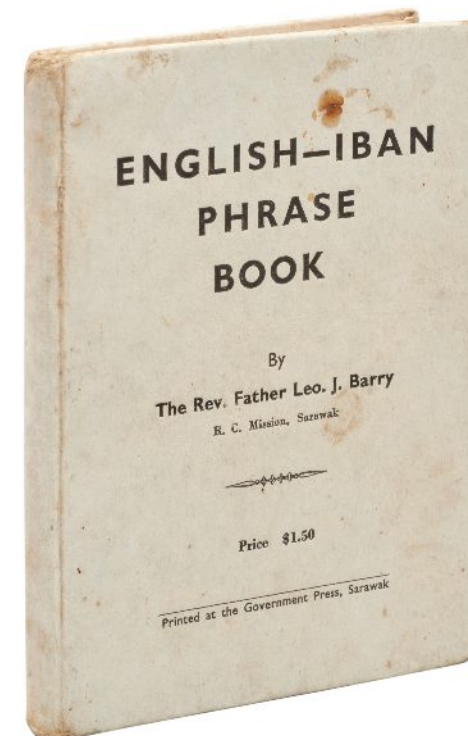 ENGLISH—IBAN
PHRASE
BOOK
By
The Rev. Father Leo. J. Barry
R. C. Mission, Sarawak
Price $1.50
Printed at the Government Press, Sarawak